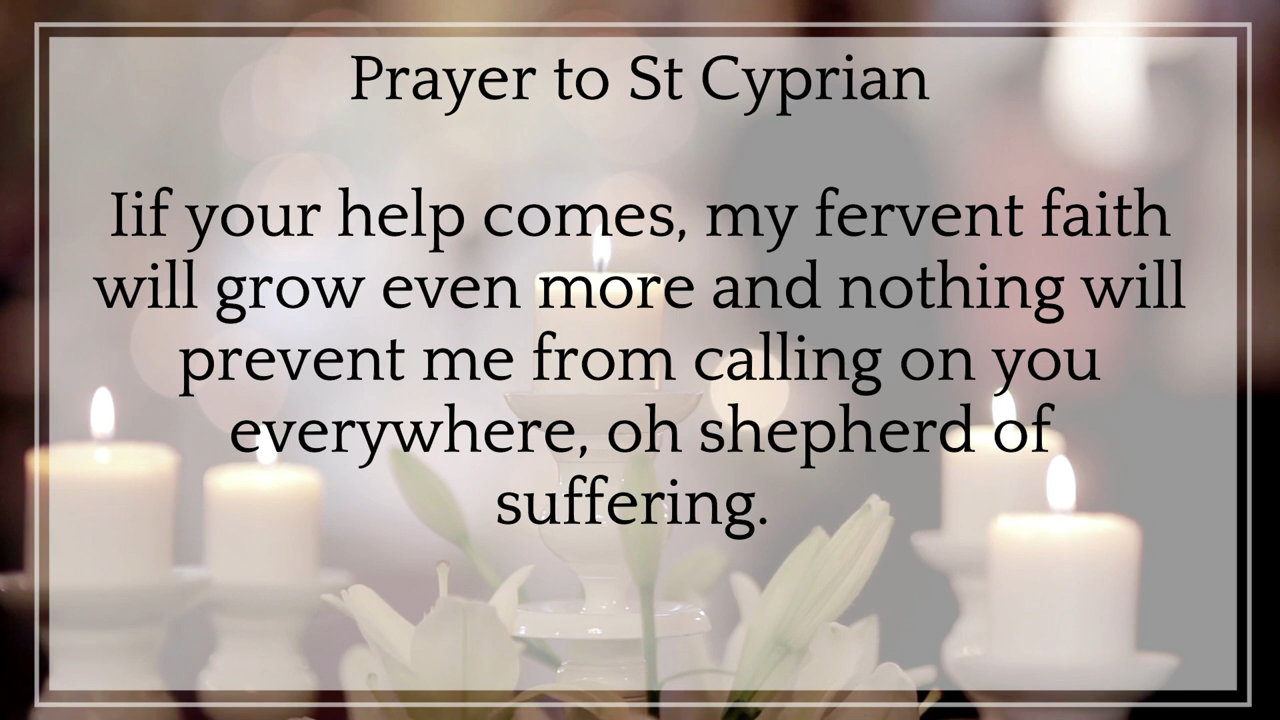 Prayer to St Cyprian
Iif your help comes, my fervent faith
will grow even more and nothing will
prevent me from calling on you
everywhere, oh shepherd of
suffering.